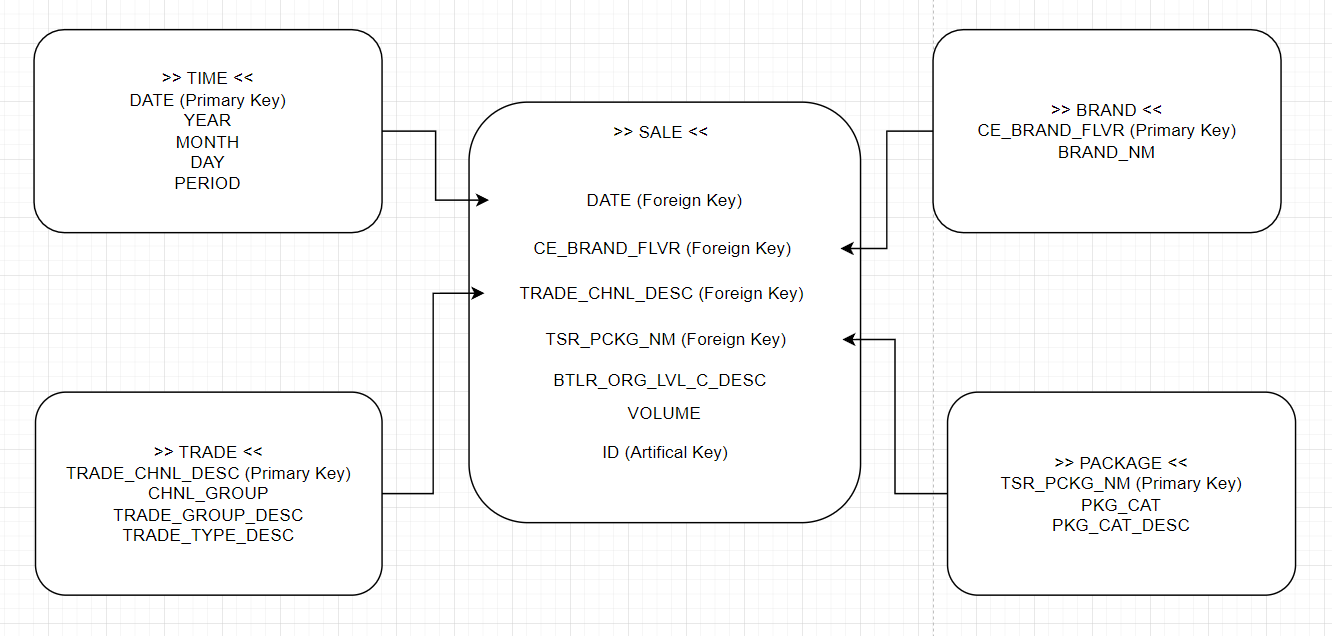 >> TIME <<
DATE (Primary Key)
YEAR
MONTH
DAY
PERIOD
>> SALE <<
DATE (Foreign Key)
CE_BRAND_FLVR (Foreign Key)
TRADE_CHNL_DESC (Foreign Key)
TSR_PCKG_NM (Foreign Key)
BTLR_ORG_LVL_C_DESC
VOLUME
ID (Artifical Key)
>> BRAND <<
CE_BRAND_FLVR (Primary Key)
BRAND_NM
>> TRADE <<
TRADE_CHNL_DESC (Primary Key)
CHNL_GROUP
TRADE_GROUP_DESC
TRADE_TYPE_DESC
>> PACKAGE <<
TSR_PCKG_NM (Primary Key)
PKG_CAT
PKG_CAT_DESC